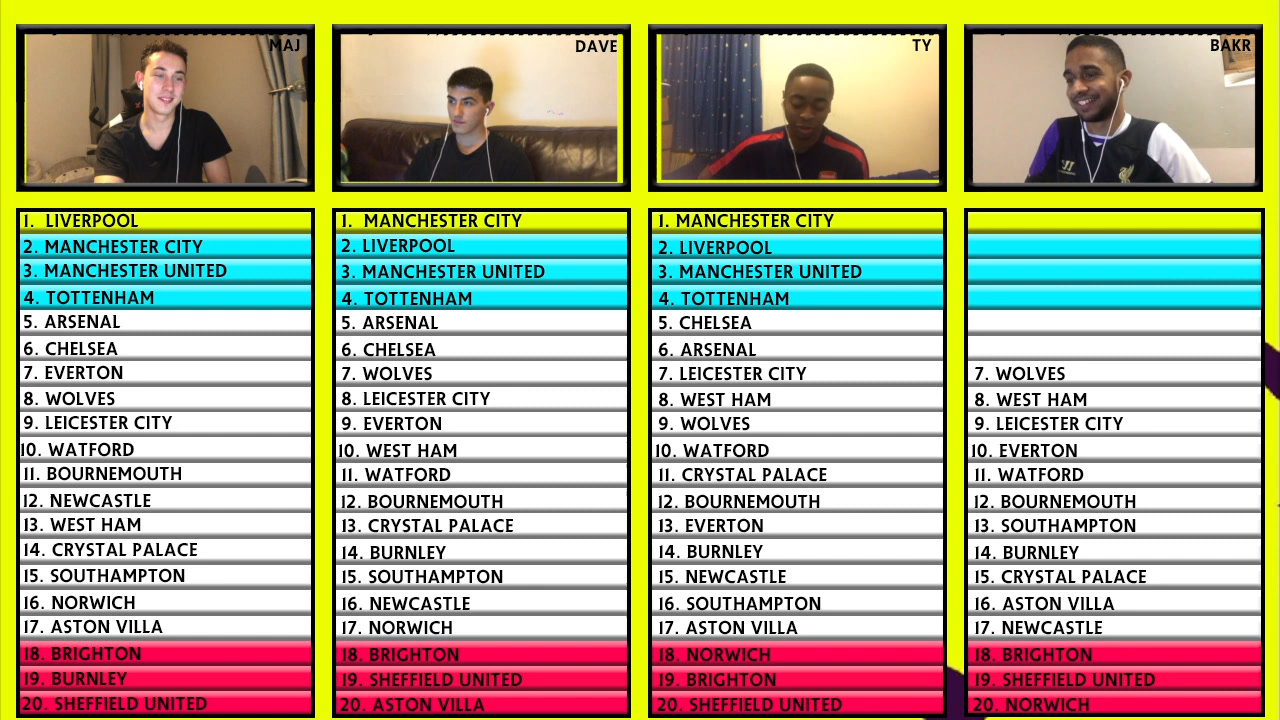 MAJ
DAVE
TY
BAKR
1. LIVERPOOL
2. MANCHESTER CITY
3. MANCHESTER UNITED
4. TOTTENHAM
5. ARSENAL
6. CHELSEA
7. EVERTON
8. WOLVES
9. LEICESTER CITY
10. WATFORD
11. BOURNEMOUTH
12. NEWCASTLE
13. WEST HAM
14. CRYSTAL PALACE
15. SOUTHAMPTON
16. NORWICH
17. ASTON VILLA
18. BRIGHTON
19. BURNLEY
20. SHEFFIELD UNITED
1. MANCHESTER CITY
2. LIVERPOOL
3. MANCHESTER UNITED
4. TOTTENHAM
5. ARSENAL
6. CHELSEA
7. WOLVES
8. LEICESTER CITY
9. EVERTON
10. WEST HAM
11. WATFORD
12. BOURNEMOUTH
13. CRYSTAL PALACE
14. BURNLEY
15. SOUTHAMPTON
16. NEWCASTLE
17. NORWICH
18. BRIGHTON
19. SHEFFIELD UNITED
20. ASTON VILLA
1. MANCHESTER CITY
2. LIVERPOOL
3. MANCHESTER UNITED
4. TOTTENHAM
5. CHELSEA
6. ARSENAL
7. LEICESTER CITY
8. WEST HAM
9. WOLVES
10. WATFORD
11. CRYSTAL PALACE
12. BOURNEMOUTH
13. EVERTON
14. BURNLEY
15. NEWCASTLE
16. SOUTHAMPTON
17. ASTON VILLA
18. NORWICH
19. BRIGHTON
20. SHEFFIELD UNITED
7. WOLVES
8. WEST HAM
9. LEICESTER CITY
10. EVERTON
11. WATFORD
12. BOURNEMOUTH
13. SOUTHAMPTON
14. BURNLEY
15. CRYSTAL PALACE
16. ASTON VILLA
17. NEWCASTLE
18. BRIGHTON
19. SHEFFIELD UNITED
20. NORWICH